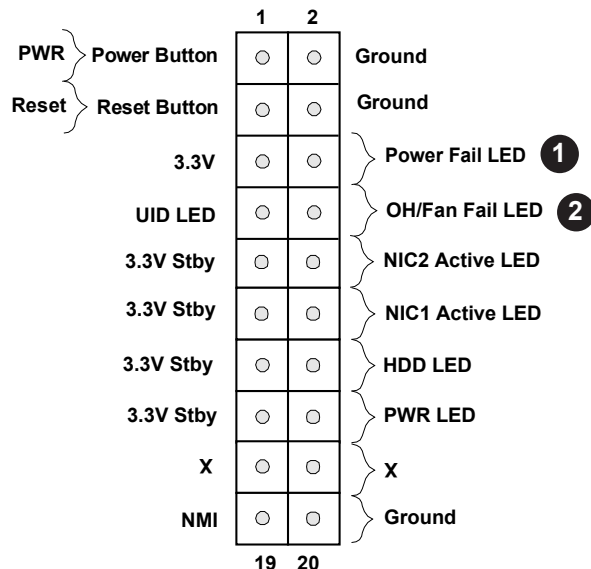 1 2
PWR Power Button Ground
Reset Reset Button Ground
3.3V Power Fail LED 1
UID LED OH/Fan Fail LED 2
3.3V Stby NIC2 Active LED
3.3V Stby NIC1 Active LED
3.3V Stby HDD LED
3.3V Stby PWR LED
X X
NMI Ground
19 20